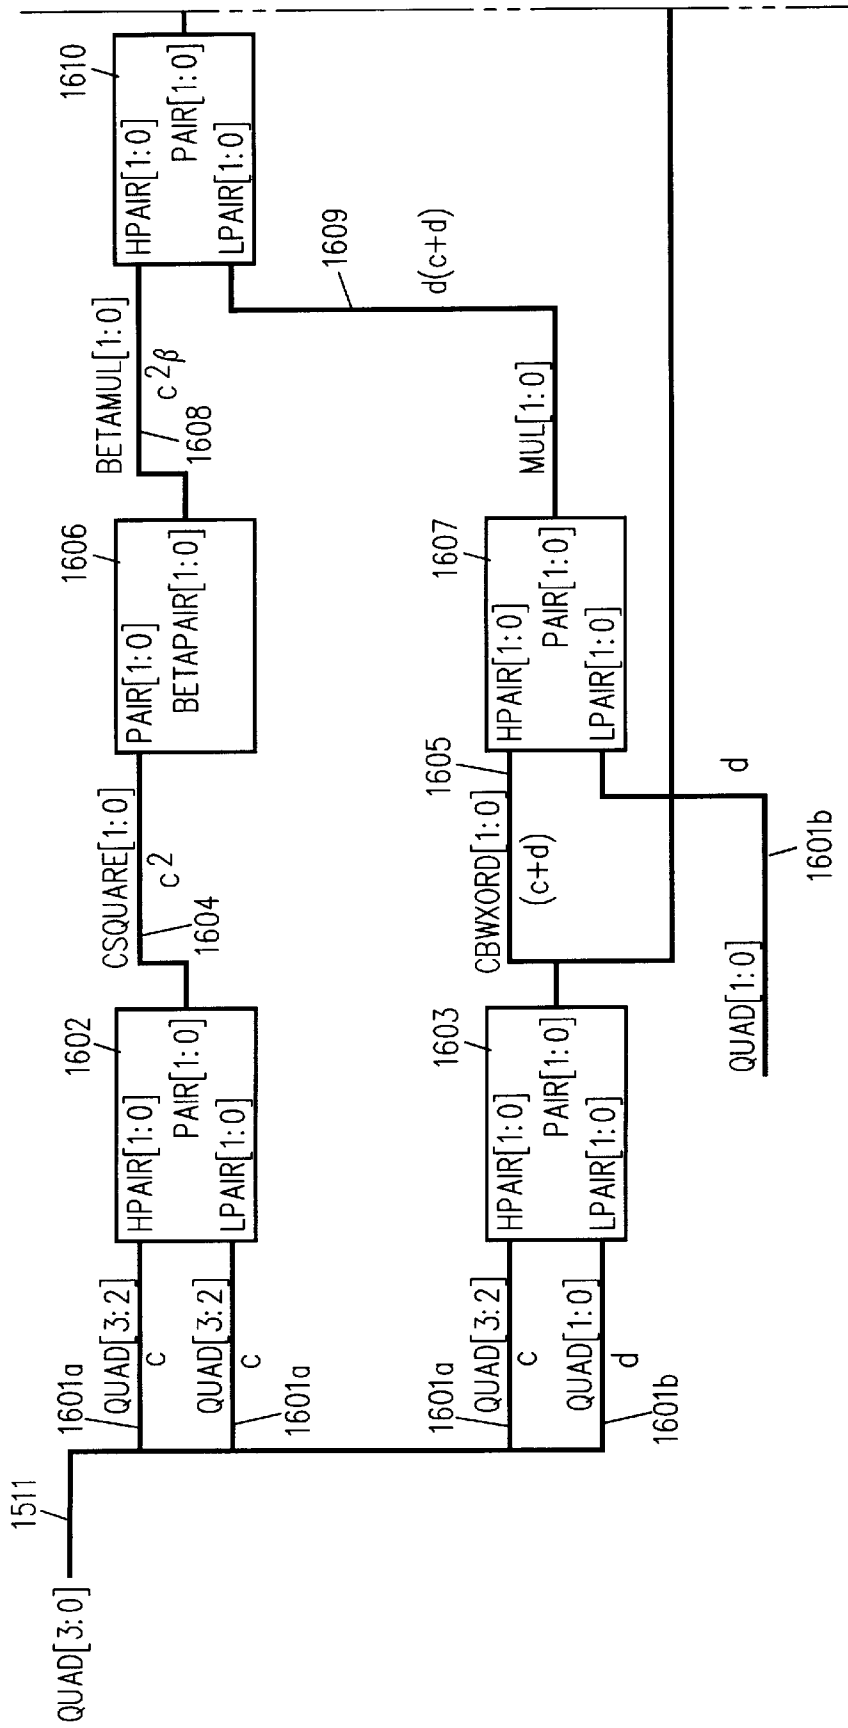 QUAD[3:0]
1511
1601a
QUAD[3:2]
c
QUAD[3:2]
c
1601a
1602
HPAIR[1:0]
PAIR[1:0]
LPAIR[1:0]
CSQUARE[1:0]
c²
1604
1606
PAIR[1:0]
BETAPAIR[1:0]
BETAMUL[1:0]
c²β
1608
1610
HPAIR[1:0]
PAIR[1:0]
LPAIR[1:0]
1609
d(c+d)
1601a
QUAD[3:2]
c
QUAD[1:0]
d
1601b
1603
HPAIR[1:0]
PAIR[1:0]
LPAIR[1:0]
CBWXORD[1:0]
(c+d)
1605
1607
HPAIR[1:0]
PAIR[1:0]
LPAIR[1:0]
MUL[1:0]
QUAD[1:0]
d
1601b